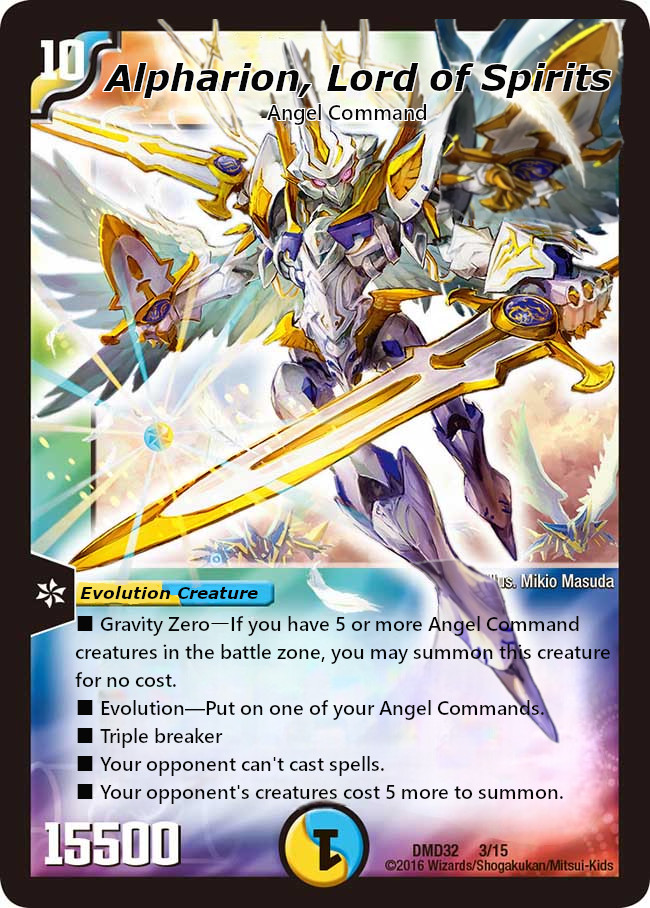 10
Alpharion, Lord of Spirits
Angel Command
Illus. Mikio Masuda
Evolution Creature
■ Gravity Zero—If you have 5 or more Angel Command
creatures in the battle zone, you may summon this creature
for no cost.
■ Evolution—Put on one of your Angel Commands.
■ Triple breaker
■ Your opponent can't cast spells.
■ Your opponent's creatures cost 5 more to summon.
15500
1
DMD32 3/15
©2016 Wizards/Shogakukan/Mitsui-Kids